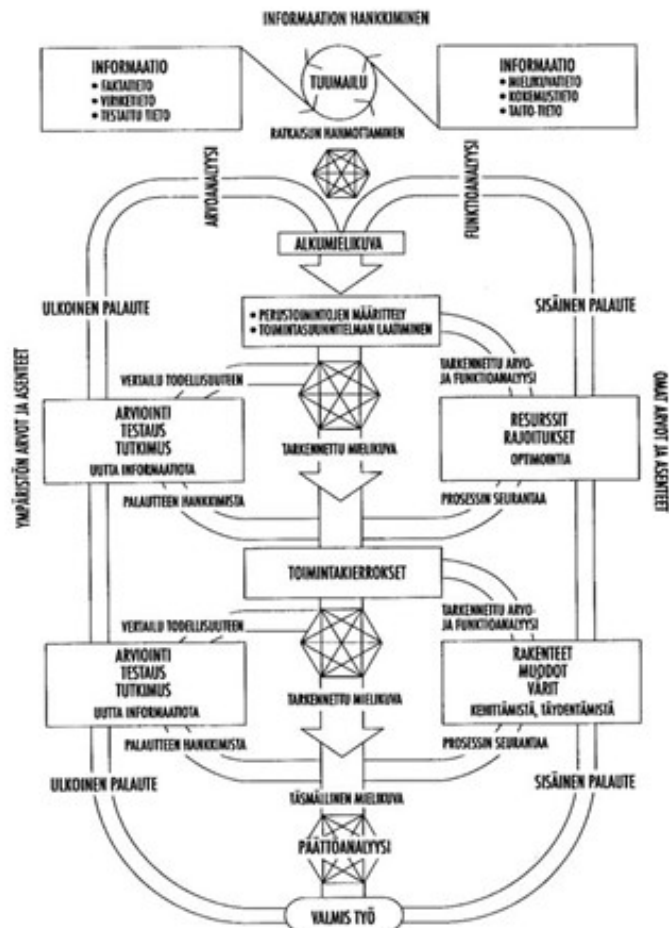 INFORMAATION HANKKIMINEN
INFORMAATIO
• FAKTATIETO
• VIRIKETIETO
• TESTATTU TIETO
TUUMAILU
INFORMAATIO
• MIELIKUVATIETO
• KOKEMUSTIETO
• TAITO-TIETO
RATKAISUN HAHMOTTAMINEN
ARVOANALYYSI
FUNKTIOANALYYSI
ALKUMIELIKUVA
ULKOINEN PALAUTE
SISÄINEN PALAUTE
• PERUSTOIMINTOJEN MÄÄRITTELY
• TOIMINTASUUNNITELMAN LAATIMINEN
YMPÄRISTÖN ARVOT JA ASENTEET
OMAT ARVOT JA ASENTEET
VERTAILU TODELLISUUTEEN
TARKENNETTU ARVO-
JA FUNKTIOANALYYSI
ARVIOINTI
TESTAUS
TUTKIMUS
UUTTA INFORMAATIOTA
RESURSSIT
RAJOITUKSET
OPTIMOINTIA
TARKENNETTU MIELIKUVA
PALAUTTEEN HANKKIMISTA
PROSESSIN SEURANTAA
TOIMINTAKIERROKSET
VERTAILU TODELLISUUTEEN
TARKENNETTU ARVO-
JA FUNKTIOANALYYSI
ARVIOINTI
TESTAUS
TUTKIMUS
UUTTA INFORMAATIOTA
RAKENTEET
MUODOT
VÄRIT
KEHITTÄMISTÄ, TÄYDENTÄMISTÄ
TARKENNETTU MIELIKUVA
PALAUTTEEN HANKKIMISTA
PROSESSIN SEURANTAA
ULKOINEN PALAUTE
SISÄINEN PALAUTE
TÄSMÄLLINEN MIELIKUVA
PÄÄTTÖANALYYSI
VALMIS TYÖ